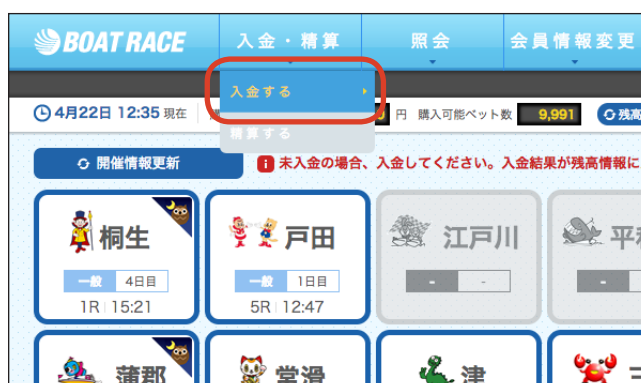 BOAT RACE 入金・精算 照会 会員情報変更
入金する
4月22日 12:35 現在 円 購入可能ベット数 9,991 残高
精算する
開催情報更新 未入金の場合、入金してください。入金結果が残高情報に
桐生 戸田 江戸川 平
一般 4日目 一般 1日目 - - -
1R 15:21 5R 12:47
蒲郡 常滑 津